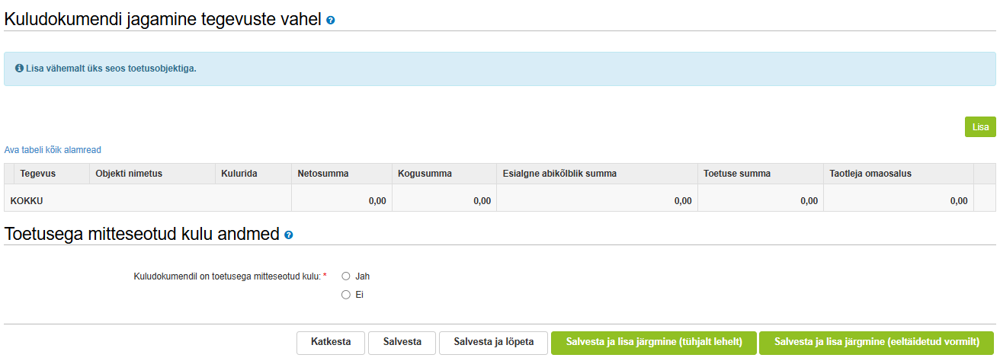 Kuludokumendi jagamine tegevuste vahel
Lisa vähemalt üks seos toetusobjektiga.
Lisa
Ava tabeli kõik alamread
Tegevus Objekti nimetus Kulurida Netosumma Kogusumma Esialgne abikõlblik summa Toetuse summa Taotleja omaosalus
KOKKU 0,00 0,00 0,00 0,00 0,00
Toetusega mitteseotud kulu andmed
Kuludokumendil on toetusega mitteseotud kulu: * Jah
Ei
Katkesta Salvesta Salvesta ja lõpeta Salvesta ja lisa järgmine (tühjalt lehelt) Salvesta ja lisa järgmine (eeltäidetud vormilt)